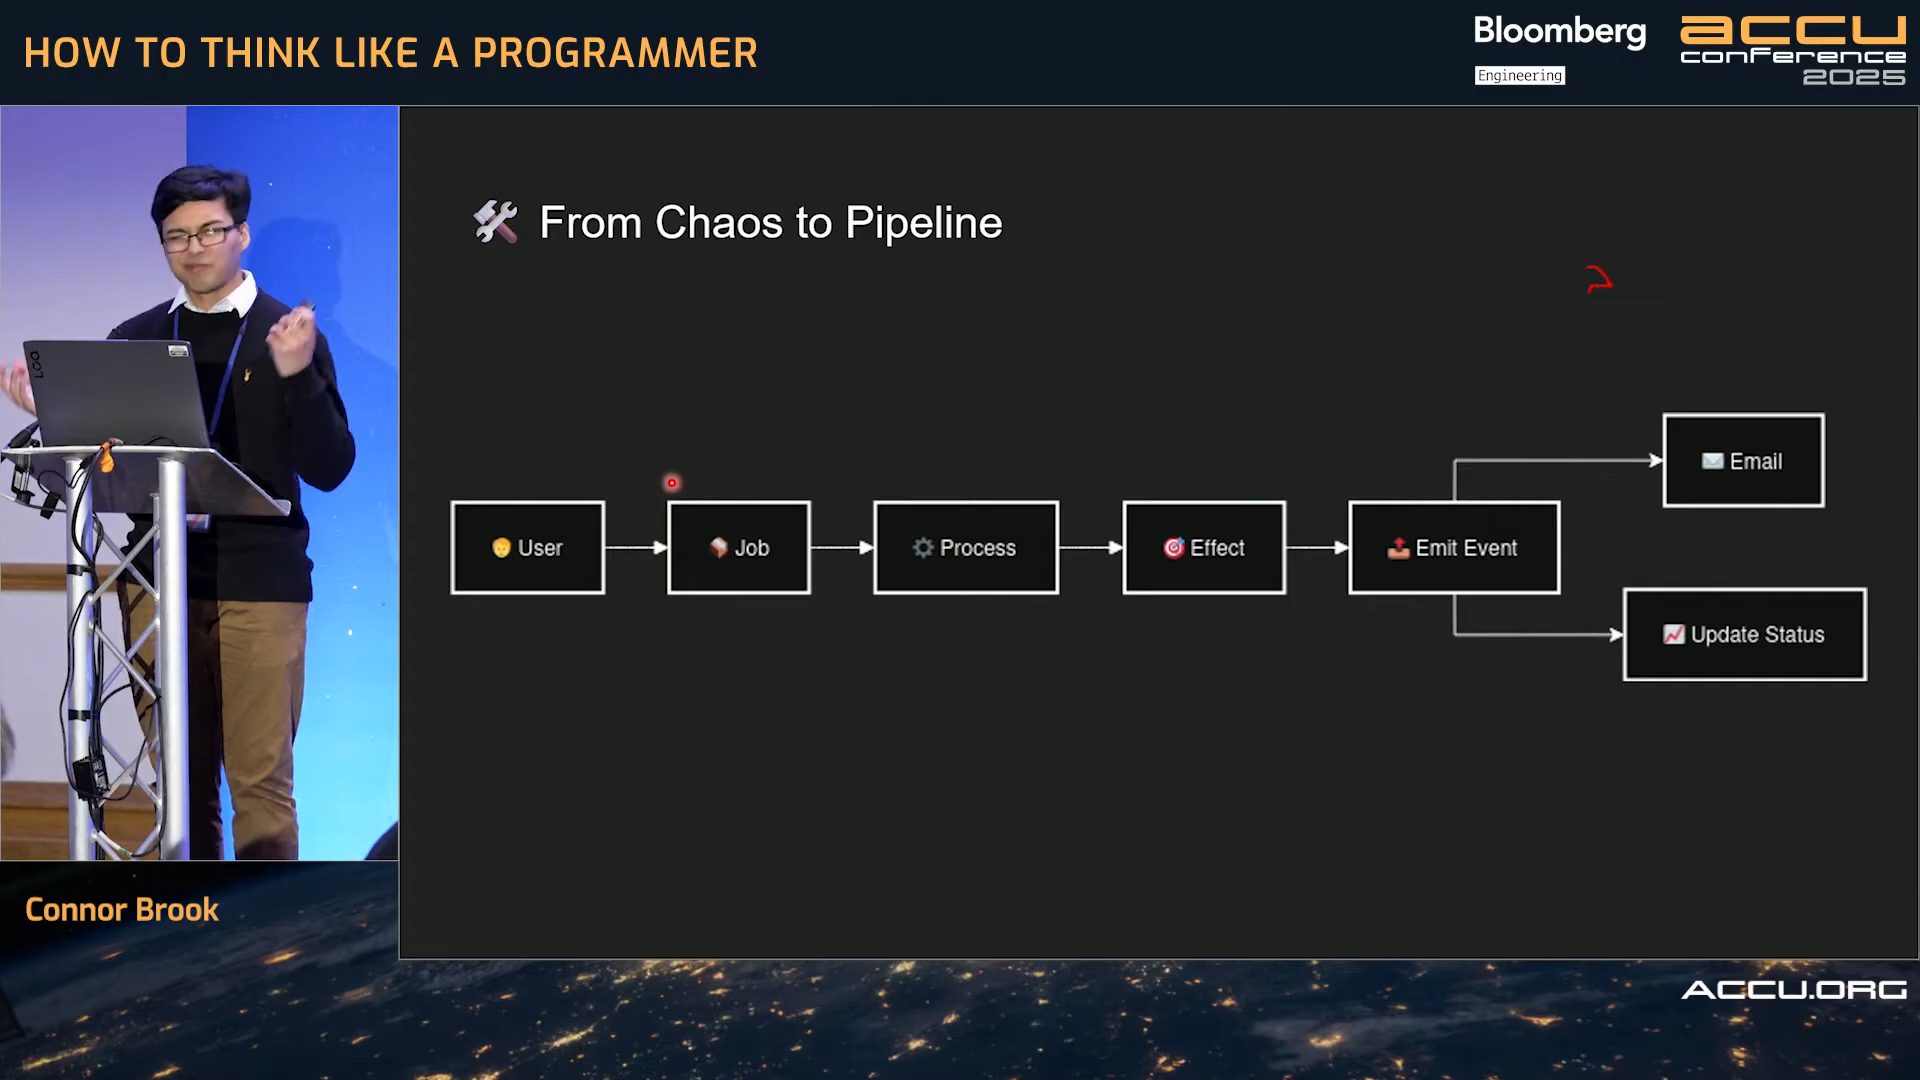 HOW TO THINK LIKE A PROGRAMMER
Bloomberg
Engineering
accu
conference
2025
From Chaos to Pipeline
User
Job
Process
Effect
Emit Event
Email
Update Status
LOQ
Connor Brook
ACCU.ORG